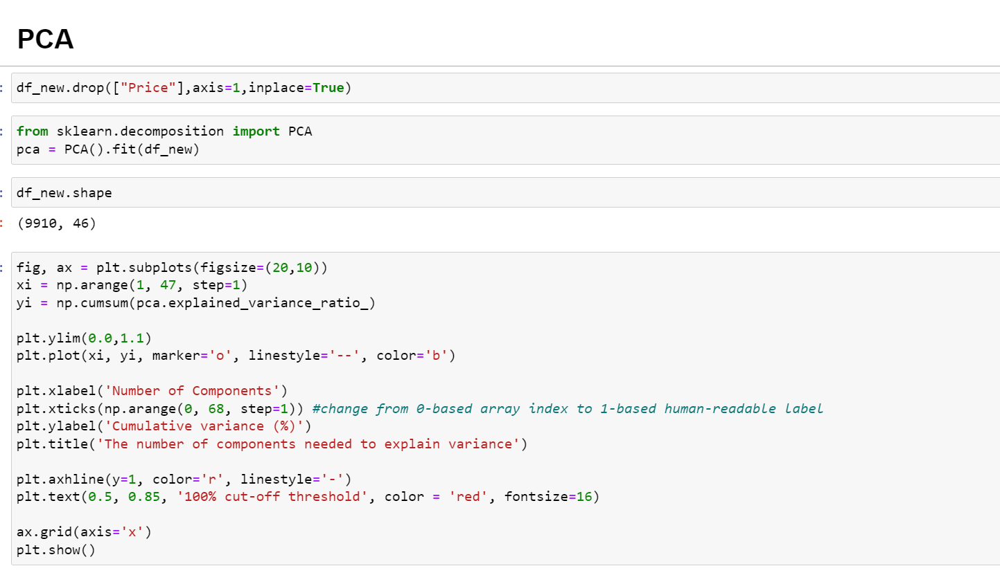 PCA
: df_new.drop(["Price"],axis=1,inplace=True)
: from sklearn.decomposition import PCA
pca = PCA().fit(df_new)
: df_new.shape
: (9910, 46)
: fig, ax = plt.subplots(figsize=(20,10))
xi = np.arange(1, 47, step=1)
yi = np.cumsum(pca.explained_variance_ratio_)
plt.ylim(0.0,1.1)
plt.plot(xi, yi, marker='o', linestyle='--', color='b')
plt.xlabel('Number of Components')
plt.xticks(np.arange(0, 68, step=1)) #change from 0-based array index to 1-based human-readable label
plt.ylabel('Cumulative variance (%)')
plt.title('The number of components needed to explain variance')
plt.axhline(y=1, color='r', linestyle='-')
plt.text(0.5, 0.85, '100% cut-off threshold', color = 'red', fontsize=16)
ax.grid(axis='x')
plt.show()